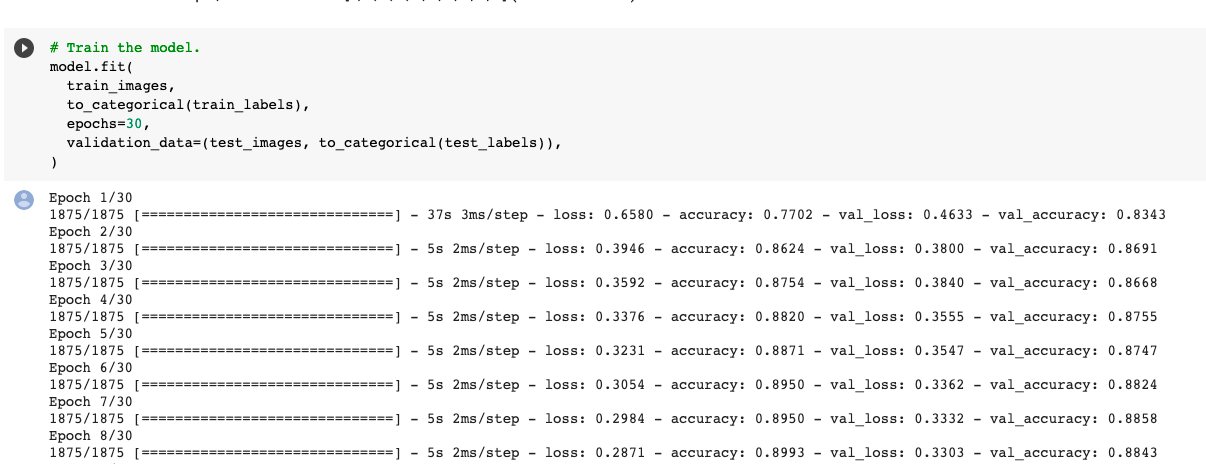 # Train the model.
model.fit(
  train_images,
  to_categorical(train_labels),
  epochs=30,
  validation_data=(test_images, to_categorical(test_labels)),
)
Epoch 1/30
1875/1875 [==============================] - 37s 3ms/step - loss: 0.6580 - accuracy: 0.7702 - val_loss: 0.4633 - val_accuracy: 0.8343
Epoch 2/30
1875/1875 [==============================] - 5s 2ms/step - loss: 0.3946 - accuracy: 0.8624 - val_loss: 0.3800 - val_accuracy: 0.8691
Epoch 3/30
1875/1875 [==============================] - 5s 2ms/step - loss: 0.3592 - accuracy: 0.8754 - val_loss: 0.3840 - val_accuracy: 0.8668
Epoch 4/30
1875/1875 [==============================] - 5s 2ms/step - loss: 0.3376 - accuracy: 0.8820 - val_loss: 0.3555 - val_accuracy: 0.8755
Epoch 5/30
1875/1875 [==============================] - 5s 2ms/step - loss: 0.3231 - accuracy: 0.8871 - val_loss: 0.3547 - val_accuracy: 0.8747
Epoch 6/30
1875/1875 [==============================] - 5s 2ms/step - loss: 0.3054 - accuracy: 0.8950 - val_loss: 0.3362 - val_accuracy: 0.8824
Epoch 7/30
1875/1875 [==============================] - 5s 2ms/step - loss: 0.2984 - accuracy: 0.8950 - val_loss: 0.3332 - val_accuracy: 0.8858
Epoch 8/30
1875/1875 [==============================] - 5s 2ms/step - loss: 0.2871 - accuracy: 0.8993 - val_loss: 0.3303 - val_accuracy: 0.8843